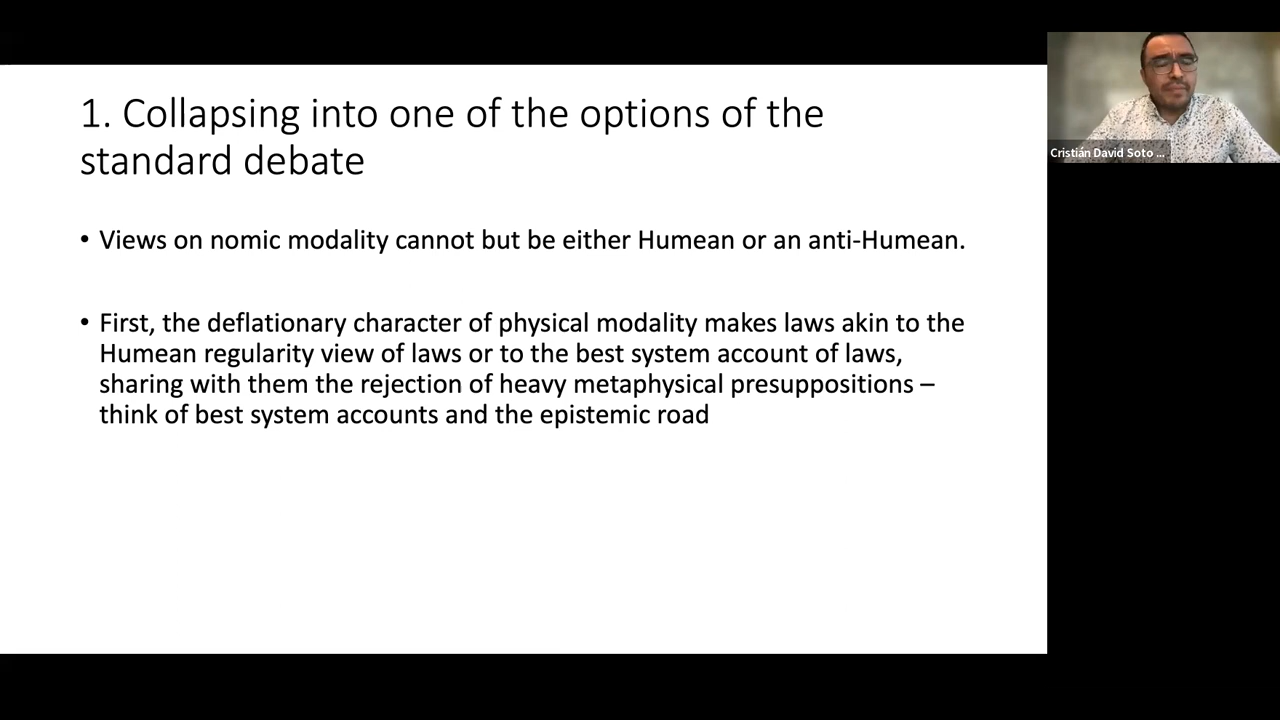 1. Collapsing into one of the options of the
standard debate
• Views on nomic modality cannot but be either Humean or an anti-Humean.
• First, the deflationary character of physical modality makes laws akin to the
Humean regularity view of laws or to the best system account of laws,
sharing with them the rejection of heavy metaphysical presuppositions –
think of best system accounts and the epistemic road
Cristián David Soto ...